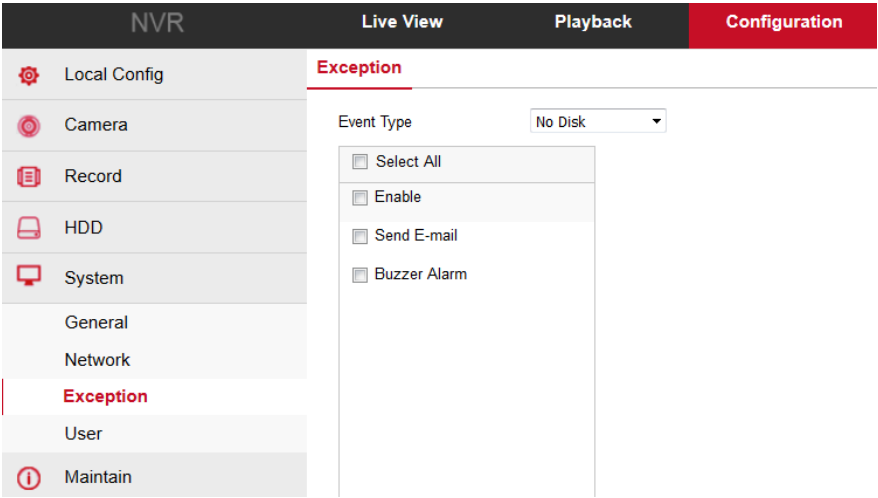 NVR Live View Playback Configuration
Local Config
Camera
Record
HDD
System
General
Network
Exception
User
Maintain
Exception
Event Type No Disk
Select All
Enable
Send E-mail
Buzzer Alarm